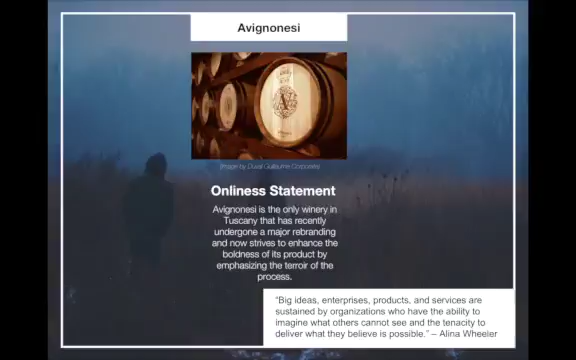 Avignonesi
A
(Image by Duval Guillaume Corporate)
Onliness Statement
Avignonesi is the only winery in
Tuscany that has recently
undergone a major rebranding
and now strives to enhance the
boldness of its product by
emphasizing the terroir of the
process.
"Big ideas, enterprises, products, and services are
sustained by organizations who have the ability to
imagine what others cannot see and the tenacity to
deliver what they believe is possible." – Alina Wheeler